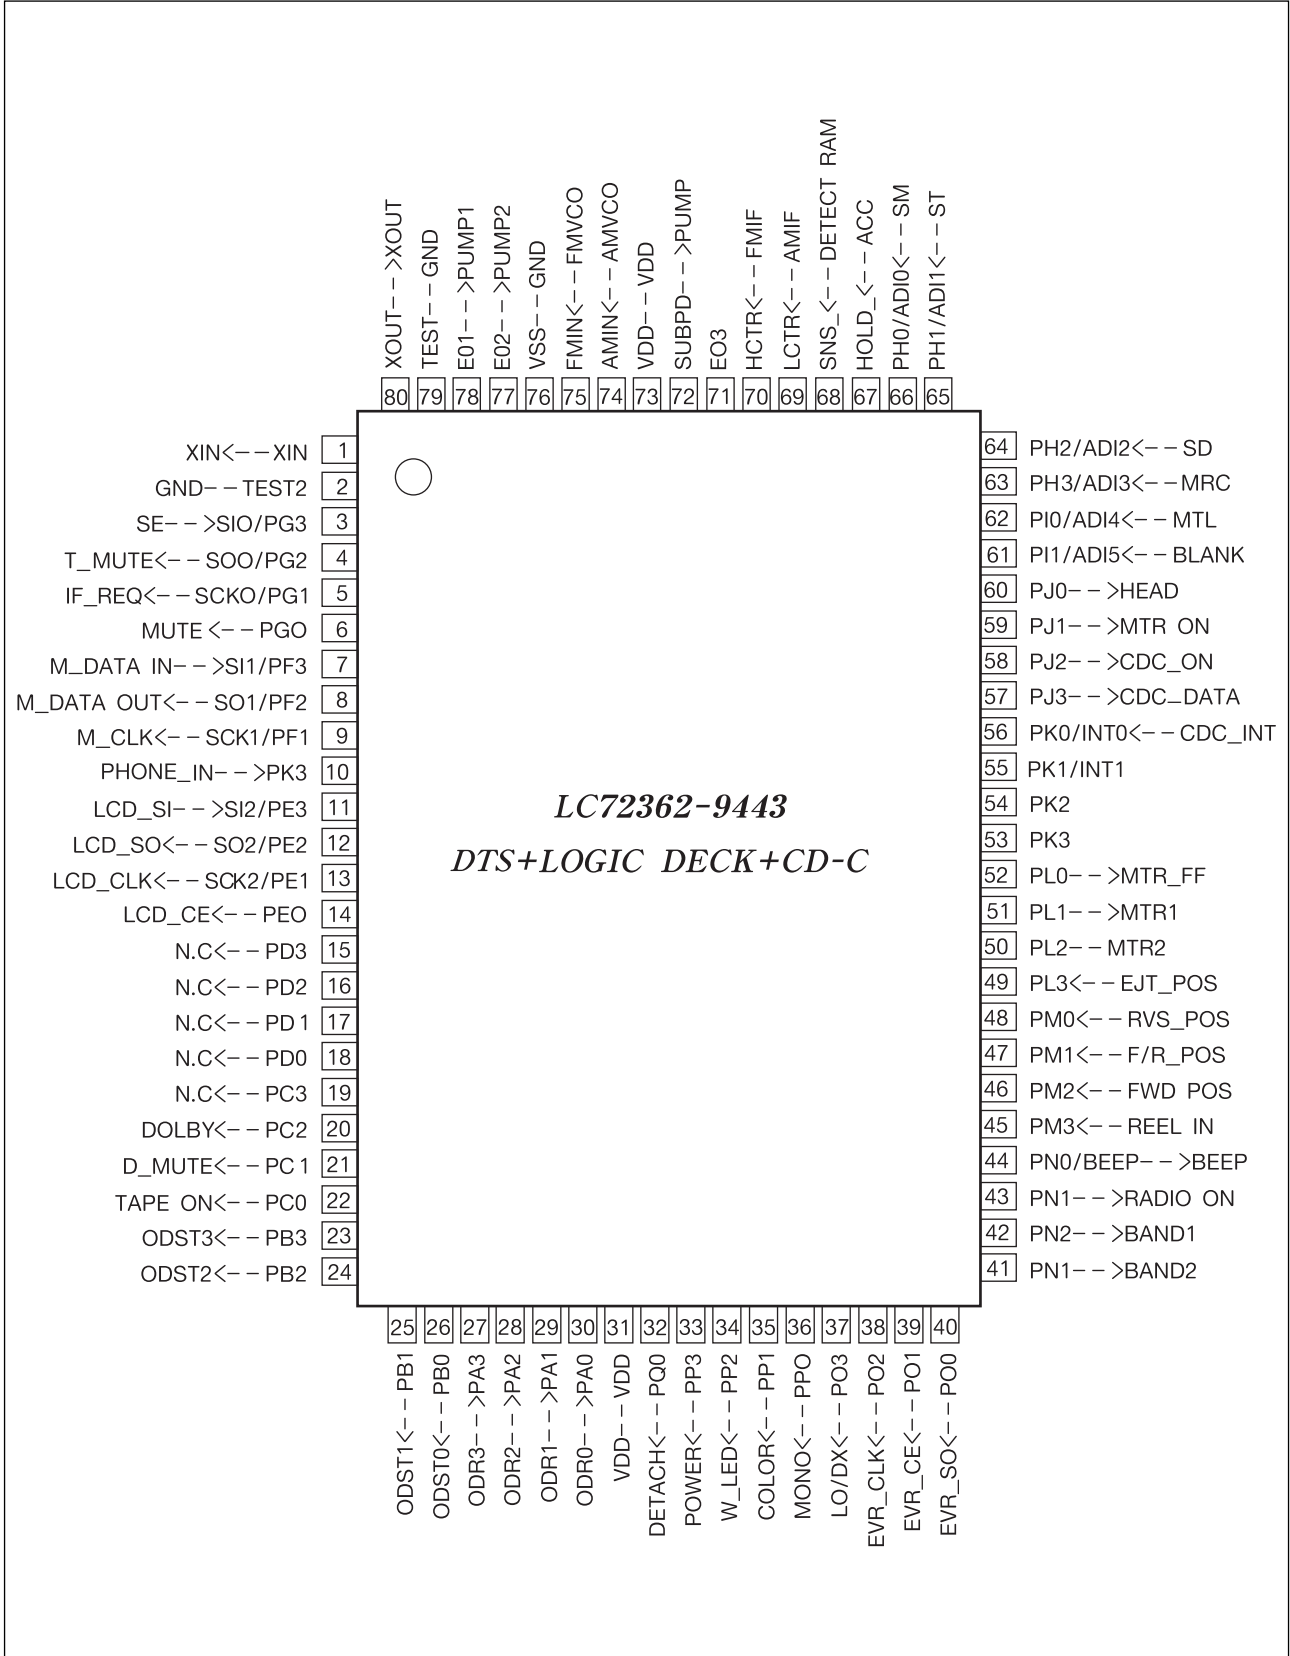 XOUT-->XOUT
TEST--GND
E01-->PUMP1
E02-->PUMP2
VSS--GND
FMIN<--FMVCO
AMIN<--AMVCO
VDD--VDD
SUBPD-->PUMP
EO3
HCTR<--FMIF
LCTR<--AMIF
SNS_<--DETECT RAM
HOLD_<--ACC
PH0/ADI0<--SM
PH1/ADI1<--ST
80 79 78 77 76 75 74 73 72 71 70 69 68 67 66 65
XIN<--XIN 1
GND--TEST2 2
SE-->SIO/PG3 3
T_MUTE<--SOO/PG2 4
IF_REQ<--SCKO/PG1 5
MUTE<--PGO 6
M_DATA IN-->SI1/PF3 7
M_DATA OUT<--SO1/PF2 8
M_CLK<--SCK1/PF1 9
PHONE_IN-->PK3 10
LCD_SI-->SI2/PE3 11
LCD_SO<--SO2/PE2 12
LCD_CLK<--SCK2/PE1 13
LCD_CE<--PEO 14
N.C<--PD3 15
N.C<--PD2 16
N.C<--PD1 17
N.C<--PD0 18
N.C<--PC3 19
DOLBY<--PC2 20
D_MUTE<--PC1 21
TAPE ON<--PC0 22
ODST3<--PB3 23
ODST2<--PB2 24
LC72362-9443
DTS+LOGIC DECK+CD-C
64 PH2/ADI2<--SD
63 PH3/ADI3<--MRC
62 PI0/ADI4<--MTL
61 PI1/ADI5<--BLANK
60 PJ0-->HEAD
59 PJ1-->MTR ON
58 PJ2-->CDC_ON
57 PJ3-->CDC_DATA
56 PK0/INT0<--CDC_INT
55 PK1/INT1
54 PK2
53 PK3
52 PL0-->MTR_FF
51 PL1-->MTR1
50 PL2--MTR2
49 PL3<--EJT_POS
48 PM0<--RVS_POS
47 PM1<--F/R_POS
46 PM2<--FWD POS
45 PM3<--REEL IN
44 PN0/BEEP-->BEEP
43 PN1-->RADIO ON
42 PN2-->BAND1
41 PN1-->BAND2
25 26 27 28 29 30 31 32 33 34 35 36 37 38 39 40
ODST1<--PB1
ODST0<--PB0
ODR3-->PA3
ODR2-->PA2
ODR1-->PA1
ODR0-->PA0
VDD--VDD
DETACH<--PQ0
POWER<--PP3
W_LED<--PP2
COLOR<--PP1
MONO<--PPO
LO/DX<--PO3
EVR_CLK<--PO2
EVR_CE<--PO1
EVR_SO<--PO0